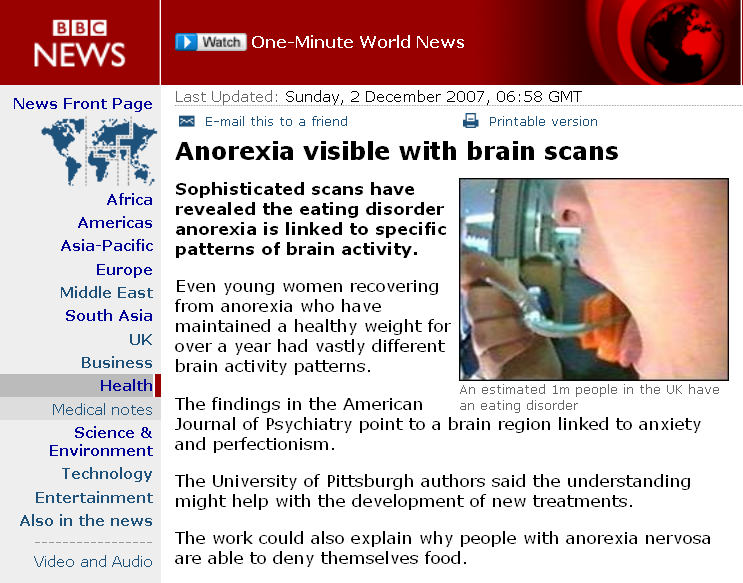 BBC
NEWS
Watch One-Minute World News
News Front Page
Africa
Americas
Asia-Pacific
Europe
Middle East
South Asia
UK
Business
Health
Medical notes
Science &
Environment
Technology
Entertainment
Also in the news
Video and Audio
Last Updated: Sunday, 2 December 2007, 06:58 GMT
E-mail this to a friend
Printable version
Anorexia visible with brain scans
Sophisticated scans have
revealed the eating disorder
anorexia is linked to specific
patterns of brain activity.
Even young women recovering
from anorexia who have
maintained a healthy weight for
over a year had vastly different
brain activity patterns.
An estimated 1m people in the UK have
an eating disorder
The findings in the American
Journal of Psychiatry point to a brain region linked to anxiety
and perfectionism.
The University of Pittsburgh authors said the understanding
might help with the development of new treatments.
The work could also explain why people with anorexia nervosa
are able to deny themselves food.